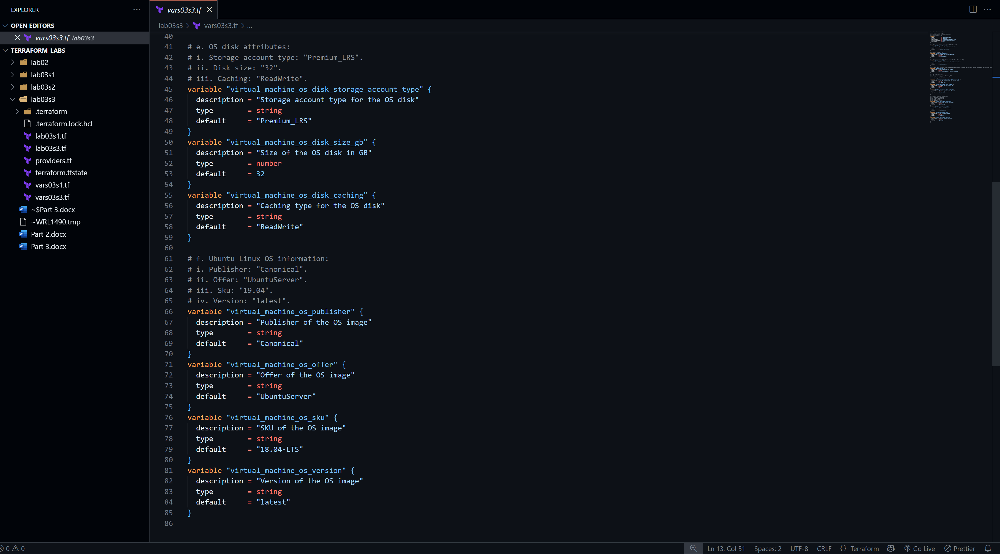 EXPLORER
OPEN EDITORS
vars03s3.tf lab03s3
TERRAFORM-LABS
lab02
lab03s1
lab03s2
lab03s3
.terraform
.terraform.lock.hcl
lab03s1.tf
lab03s3.tf
providers.tf
terraform.tfstate
vars03s1.tf
vars03s3.tf
~$Part 3.docx
~WRL1490.tmp
Part 2.docx
Part 3.docx
vars03s3.tf
lab03s3 > vars03s3.tf > ...
40
41 # e. OS disk attributes:
42 # i. Storage account type: "Premium_LRS".
43 # ii. Disk size: "32".
44 # iii. Caching: "ReadWrite".
45 variable "virtual_machine_os_disk_storage_account_type" {
46 description = "Storage account type for the OS disk"
47 type = string
48 default = "Premium_LRS"
49 }
50 variable "virtual_machine_os_disk_size_gb" {
51 description = "Size of the OS disk in GB"
52 type = number
53 default = 32
54 }
55 variable "virtual_machine_os_disk_caching" {
56 description = "Caching type for the OS disk"
57 type = string
58 default = "ReadWrite"
59 }
60
61 # f. Ubuntu Linux OS information:
62 # i. Publisher: "Canonical".
63 # ii. Offer: "UbuntuServer".
64 # iii. Sku: "19.04".
65 # iv. Version: "latest".
66 variable "virtual_machine_os_publisher" {
67 description = "Publisher of the OS image"
68 type = string
69 default = "Canonical"
70 }
71 variable "virtual_machine_os_offer" {
72 description = "Offer of the OS image"
73 type = string
74 default = "UbuntuServer"
75 }
76 variable "virtual_machine_os_sku" {
77 description = "SKU of the OS image"
78 type = string
79 default = "18.04-LTS"
80 }
81 variable "virtual_machine_os_version" {
82 description = "Version of the OS image"
83 type = string
84 default = "latest"
85 }
86
0 0 Ln 13, Col 51 Spaces: 2 UTF-8 CRLF {} Terraform Go Live Prettier